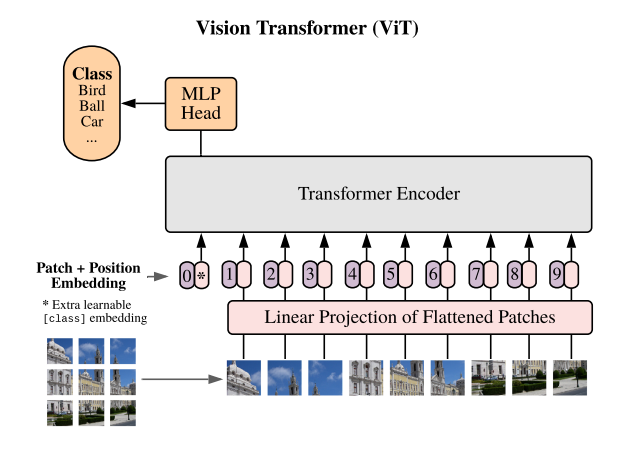 Vision Transformer (ViT)
Class
Bird
Ball
Car
...
MLP
Head
Transformer Encoder
Patch + Position
Embedding
0 * 1 2 3 4 5 6 7 8 9
* Extra learnable
[class] embedding
Linear Projection of Flattened Patches